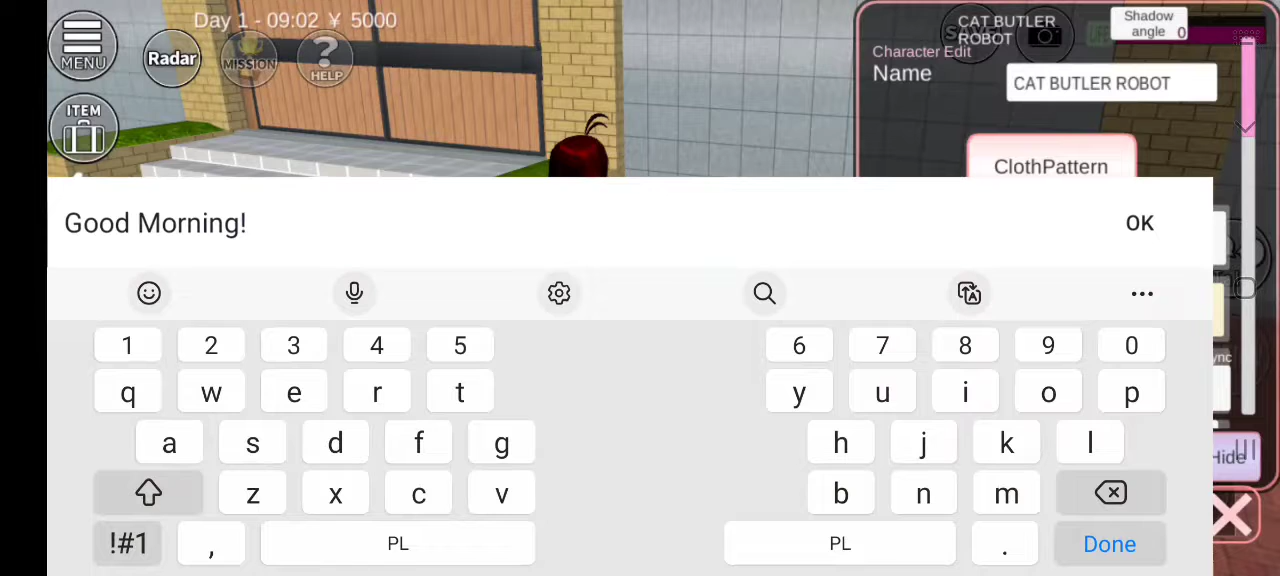 Day 1 - 09:02 ¥ 5000
MENU
Radar
MISSION
?
HELP
ITEM
CAT BUTLER
ROBOT
Shadow
angle 0
Character Edit
Name
CAT BUTLER ROBOT
ClothPattern
Good Morning!
OK
...
1 2 3 4 5 6 7 8 9 0
q w e r t y u i o p
a s d f g h j k l
z x c v b n m
!#1 , PL PL . Done
Hide